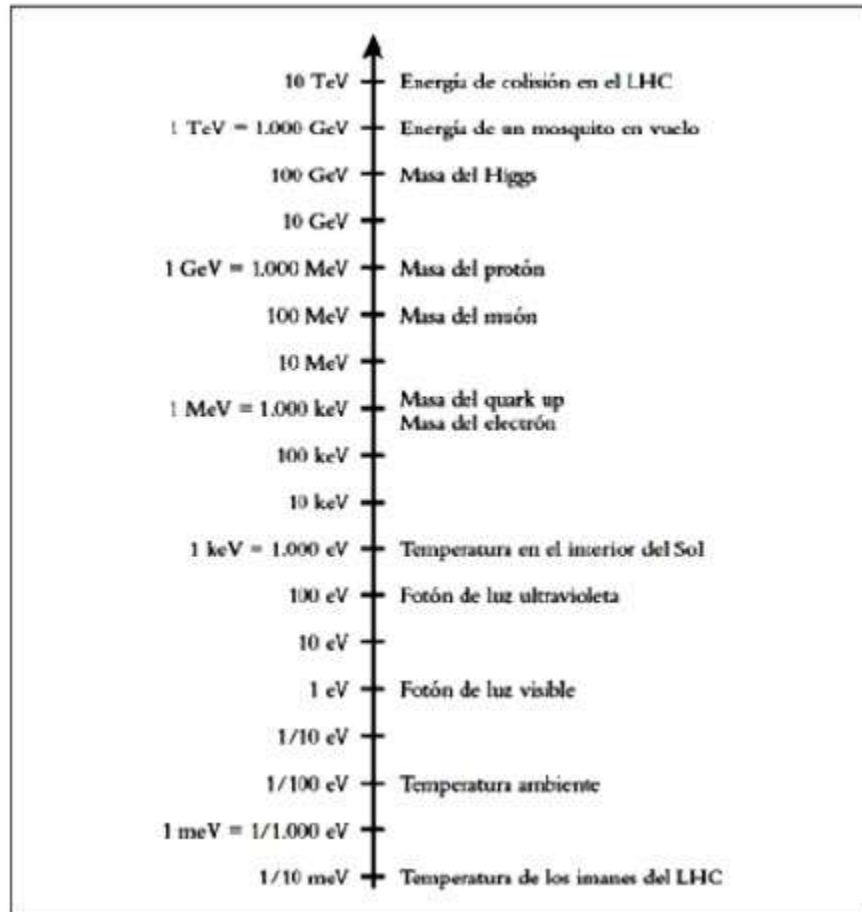 10 TeV Energía de colisión en el LHC
1 TeV = 1.000 GeV Energía de un mosquito en vuelo
100 GeV Masa del Higgs
10 GeV
1 GeV = 1.000 MeV Masa del protón
100 MeV Masa del muón
10 MeV
1 MeV = 1.000 keV Masa del quark up
Masa del electrón
100 keV
10 keV
1 keV = 1.000 eV Temperatura en el interior del Sol
100 eV Fotón de luz ultravioleta
10 eV
1 eV Fotón de luz visible
1/10 eV
1/100 eV Temperatura ambiente
1 meV = 1/1.000 eV
1/10 meV Temperatura de los imanes del LHC